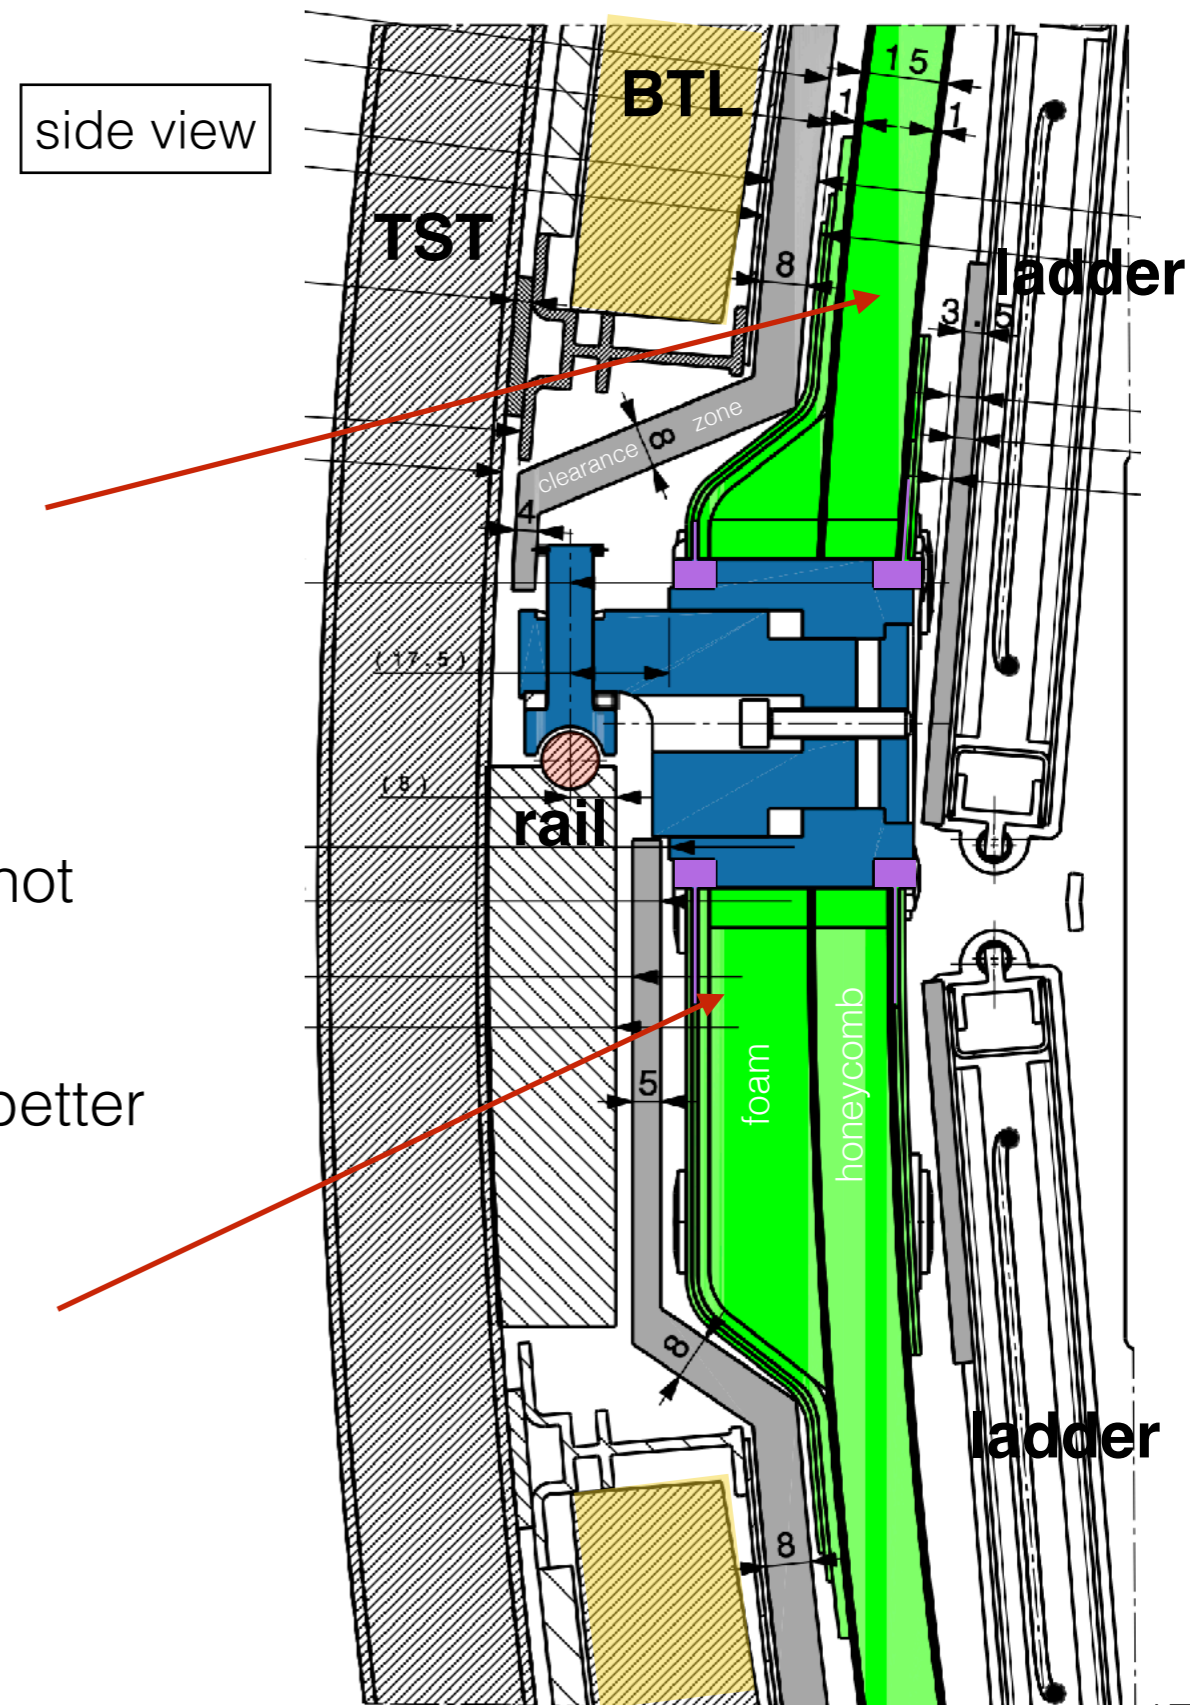 side view
BTL
15
1
1
TST
8
ladder
3.5
clearance zone
8
4
(17.5)
(8)
rail
not
5
better
foam
honeycomb
8
ladder
8